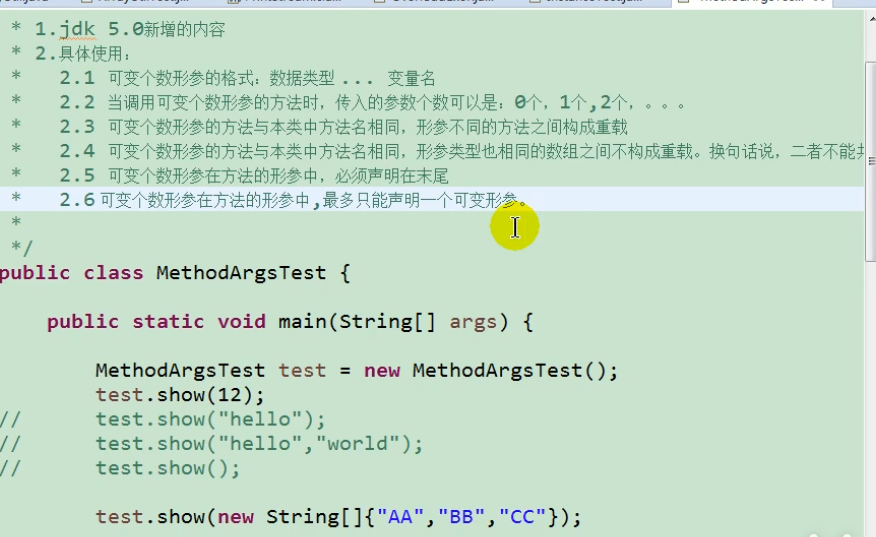 * 1.jdk 5.0新增的内容
* 2.具体使用：
*   2.1 可变个数形参的格式：数据类型 ... 变量名
*   2.2 当调用可变个数形参的方法时，传入的参数个数可以是：0个，1个,2个，。。。
*   2.3 可变个数形参的方法与本类中方法名相同，形参不同的方法之间构成重载
*   2.4 可变个数形参的方法与本类中方法名相同，形参类型也相同的数组之间不构成重载。换句话说，二者不能
*   2.5 可变个数形参在方法的形参中，必须声明在末尾
*   2.6 可变个数形参在方法的形参中,最多只能声明一个可变形参。
*
*/
public class MethodArgsTest {
    public static void main(String[] args) {
        MethodArgsTest test = new MethodArgsTest();
        test.show(12);
//      test.show("hello");
//      test.show("hello","world");
//      test.show();
        test.show(new String[]{"AA","BB","CC"});